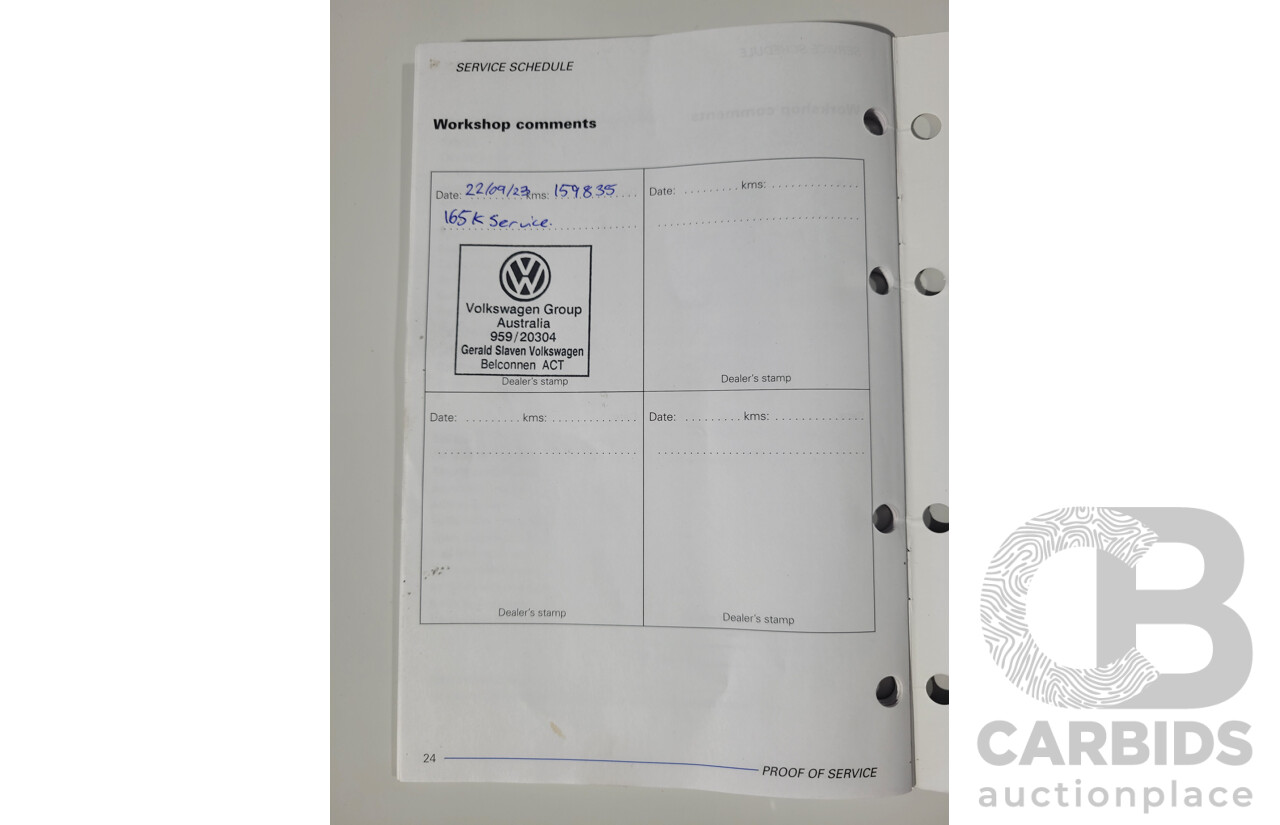 SERVICE SCHEDULE
Workshop comments
Date: 22/09/23 kms: 159835
165K Service.
Volkswagen Group
Australia
959/20304
Gerald Slaven Volkswagen
Belconnen ACT
Dealer's stamp
Date: ......... kms: ..............
Dealer's stamp
Date: ......... kms: ..............
Dealer's stamp
Date: ......... kms: ..............
Dealer's stamp
24
PROOF OF SERVICE
CB
CARBIDS
auctionplace